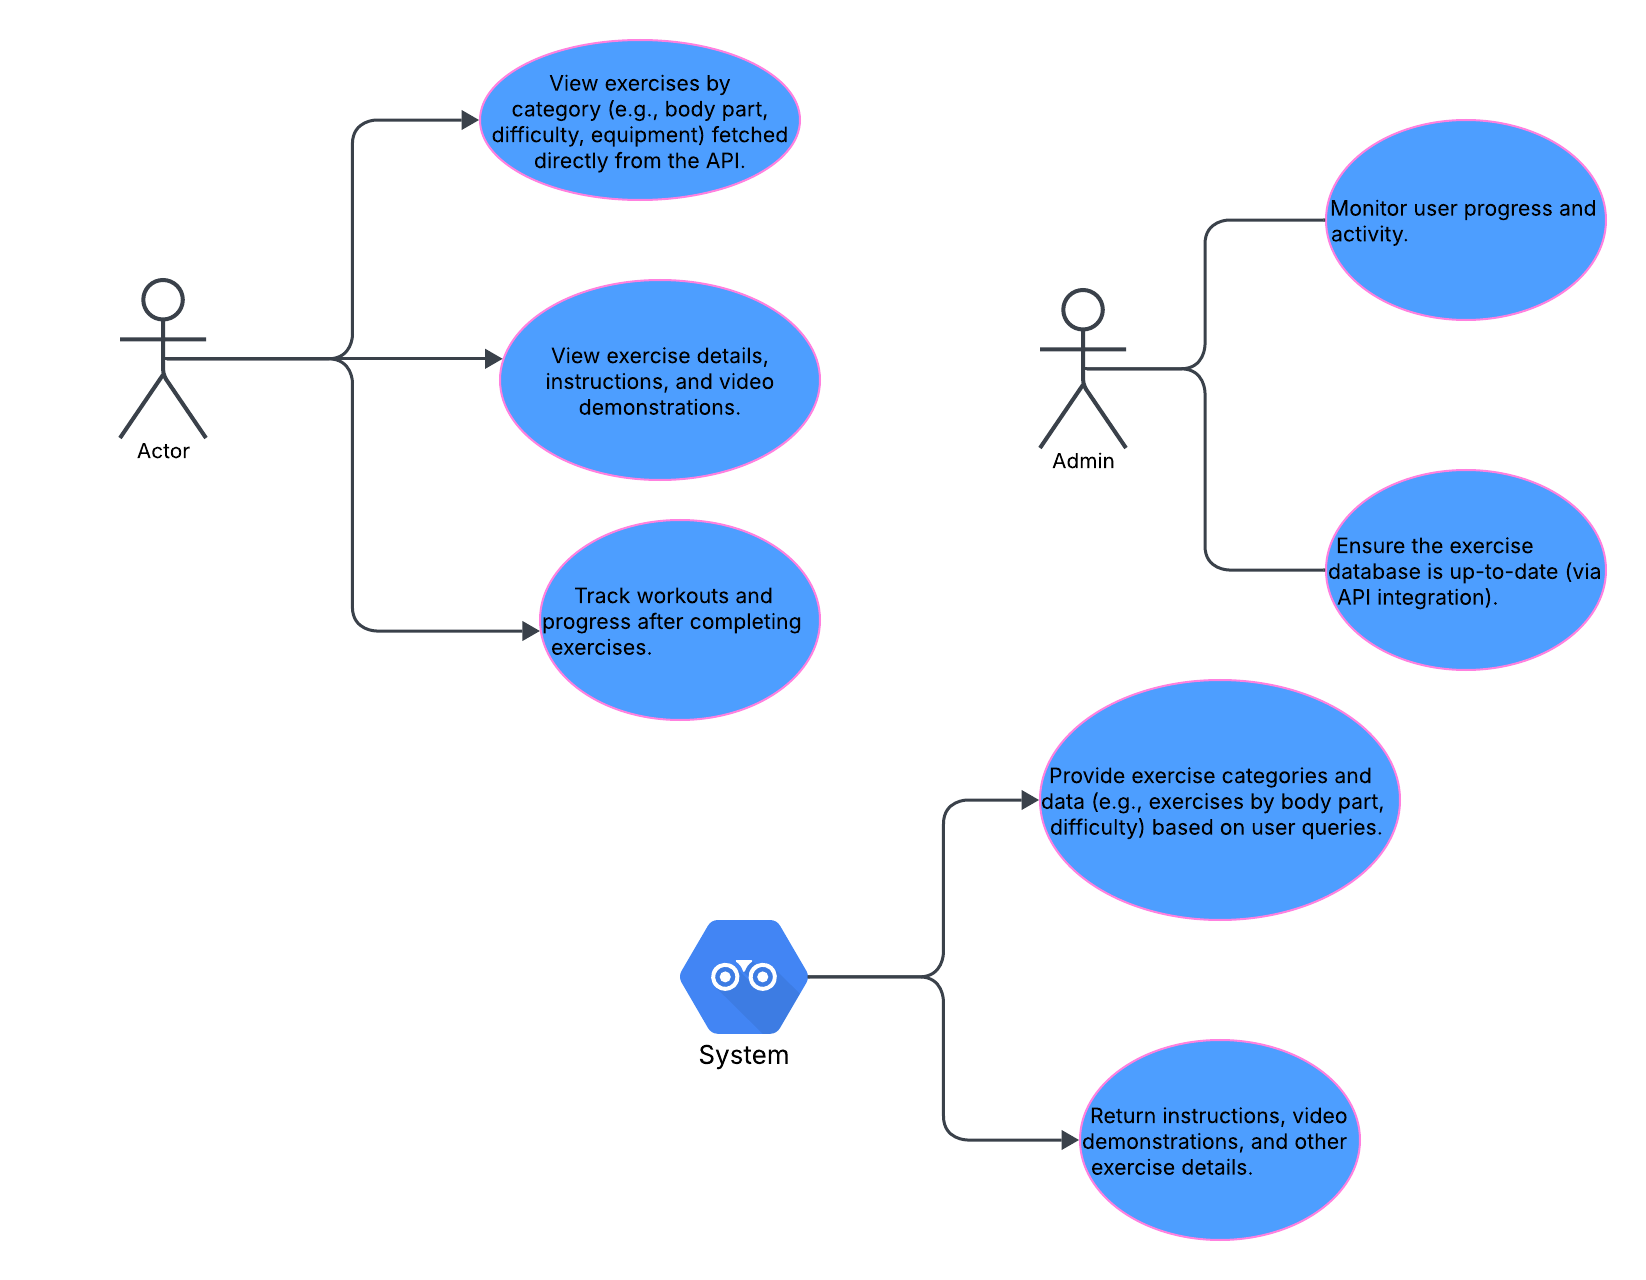 View exercises by
category (e.g., body part,
difficulty, equipment) fetched
directly from the API.
Actor
View exercise details,
instructions, and video
demonstrations.
Track workouts and
progress after completing
exercises.
Monitor user progress and
activity.
Admin
Ensure the exercise
database is up-to-date (via
API integration).
Provide exercise categories and
data (e.g., exercises by body part,
difficulty) based on user queries.
System
Return instructions, video
demonstrations, and other
exercise details.